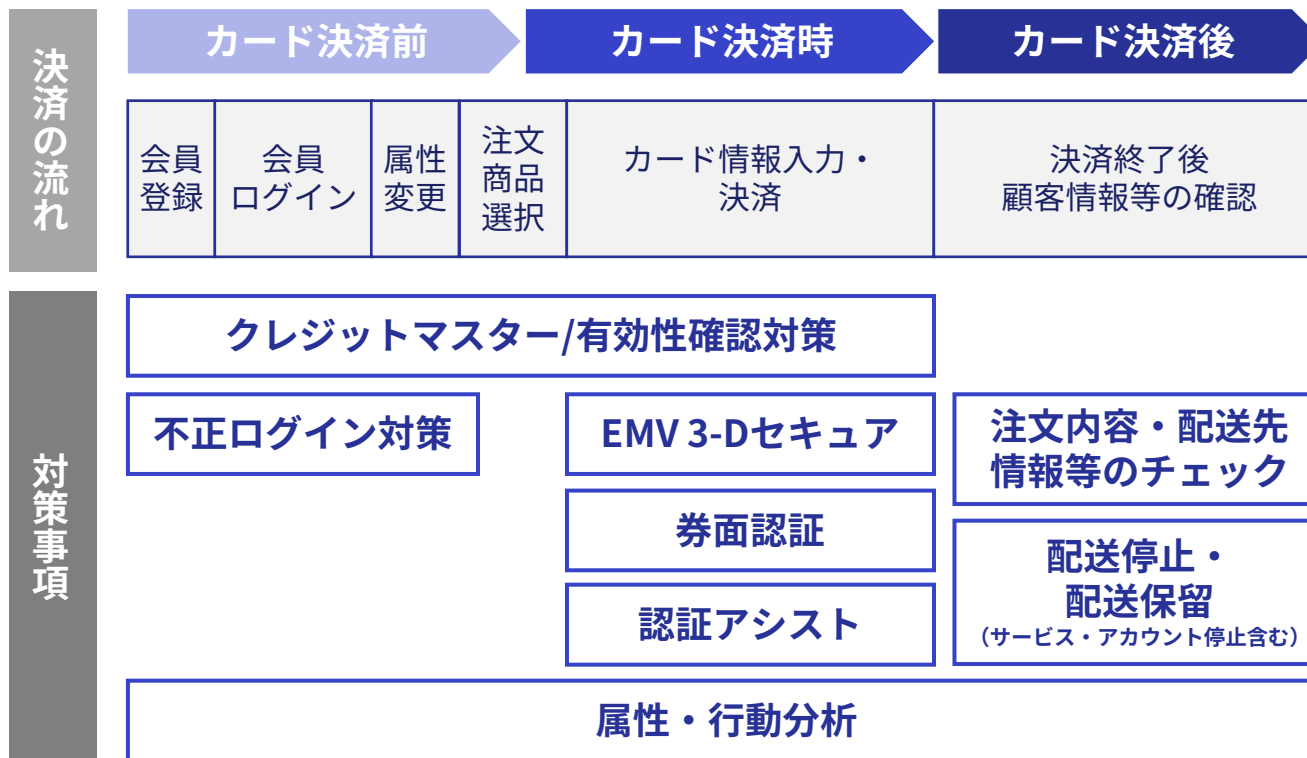 決済の流れ
カード決済前
カード決済時
カード決済後
会員
登録
会員
ログイン
属性
変更
注文
商品
選択
カード情報入力・
決済
決済終了後
顧客情報等の確認
対策事項
クレジットマスター/有効性確認対策
不正ログイン対策
EMV 3-Dセキュア
券面認証
認証アシスト
注文内容・配送先
情報等のチェック
配送停止・
配送保留
（サービス・アカウント停止含む）
属性・行動分析